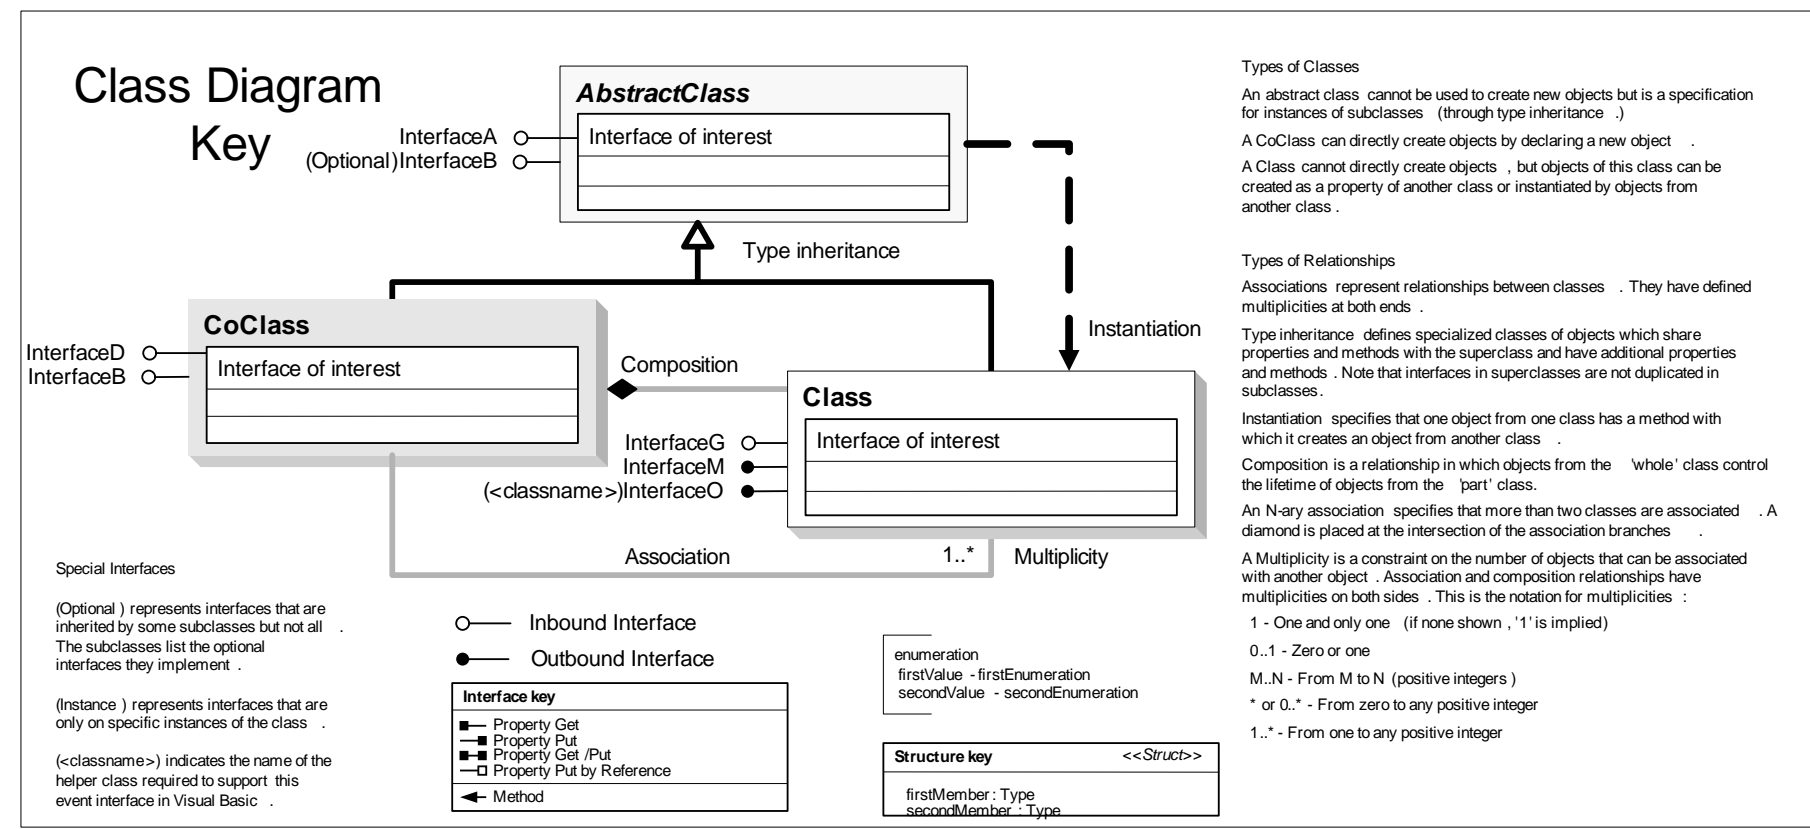 Class Diagram
Key
AbstractClass
Interface of interest
InterfaceA
(Optional)InterfaceB
Type inheritance
CoClass
Interface of interest
InterfaceD
InterfaceB
Composition
Instantiation
Class
Interface of interest
InterfaceG
InterfaceM
(<classname>)InterfaceO
Association
1..*
Multiplicity
Special Interfaces
(Optional ) represents interfaces that are
inherited by some subclasses but not all .
The subclasses list the optional
interfaces they implement .
(Instance ) represents interfaces that are
only on specific instances of the class .
(<classname>) indicates the name of the
helper class required to support this
event interface in Visual Basic .
Inbound Interface
Outbound Interface
Interface key
Property Get
Property Put
Property Get /Put
Property Put by Reference
Method
enumeration
firstValue - firstEnumeration
secondValue - secondEnumeration
Structure key <<Struct>>
firstMember : Type
secondMember : Type
Types of Classes
An abstract class cannot be used to create new objects but is a specification
for instances of subclasses (through type inheritance .)
A CoClass can directly create objects by declaring a new object .
A Class cannot directly create objects , but objects of this class can be
created as a property of another class or instantiated by objects from
another class .
Types of Relationships
Associations represent relationships between classes . They have defined
multiplicities at both ends .
Type inheritance defines specialized classes of objects which share
properties and methods with the superclass and have additional properties
and methods . Note that interfaces in superclasses are not duplicated in
subclasses.
Instantiation specifies that one object from one class has a method with
which it creates an object from another class .
Composition is a relationship in which objects from the 'whole' class control
the lifetime of objects from the 'part' class.
An N-ary association specifies that more than two classes are associated . A
diamond is placed at the intersection of the association branches .
A Multiplicity is a constraint on the number of objects that can be associated
with another object . Association and composition relationships have
multiplicities on both sides . This is the notation for multiplicities :
1 - One and only one (if none shown , '1' is implied)
0..1 - Zero or one
M..N - From M to N (positive integers )
* or 0..* - From zero to any positive integer
1..* - From one to any positive integer